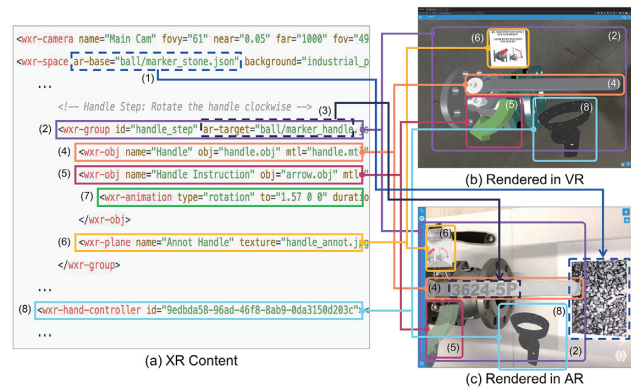 <wxr-camera name="Main Cam" fovy="61" near="0.05" far="1000" fov="49
<wxr-space ar-base="ball/marker_stone.json" background="industrial_p
(1)
...
(3)
<!-- Handle Step: Rotate the handle clockwise -->
(2) <wxr-group id="handle_step" ar-target="ball/marker_handle.
(4) <wxr-obj name="Handle" obj="handle.obj" mtl="handle.mt
(5) <wxr-obj name="Handle Instruction" obj="arrow.obj" mtl=
(7) <wxr-animation type="rotation" to="1.57 0 0" duratio
</wxr-obj>
(6) <wxr-plane name="Annot Handle" texture="handle_annot.j
</wxr-group>
(8) <wxr-hand-controller id="9edbda58-96ad-46f8-8ab9-0da3150d203c">
...
(a) XR Content
(6)
(2)
(4)
(5)
(8)
(b) Rendered in VR
(6)
(4)
3624-5P
(8)
(5)
(2)
(c) Rendered in AR